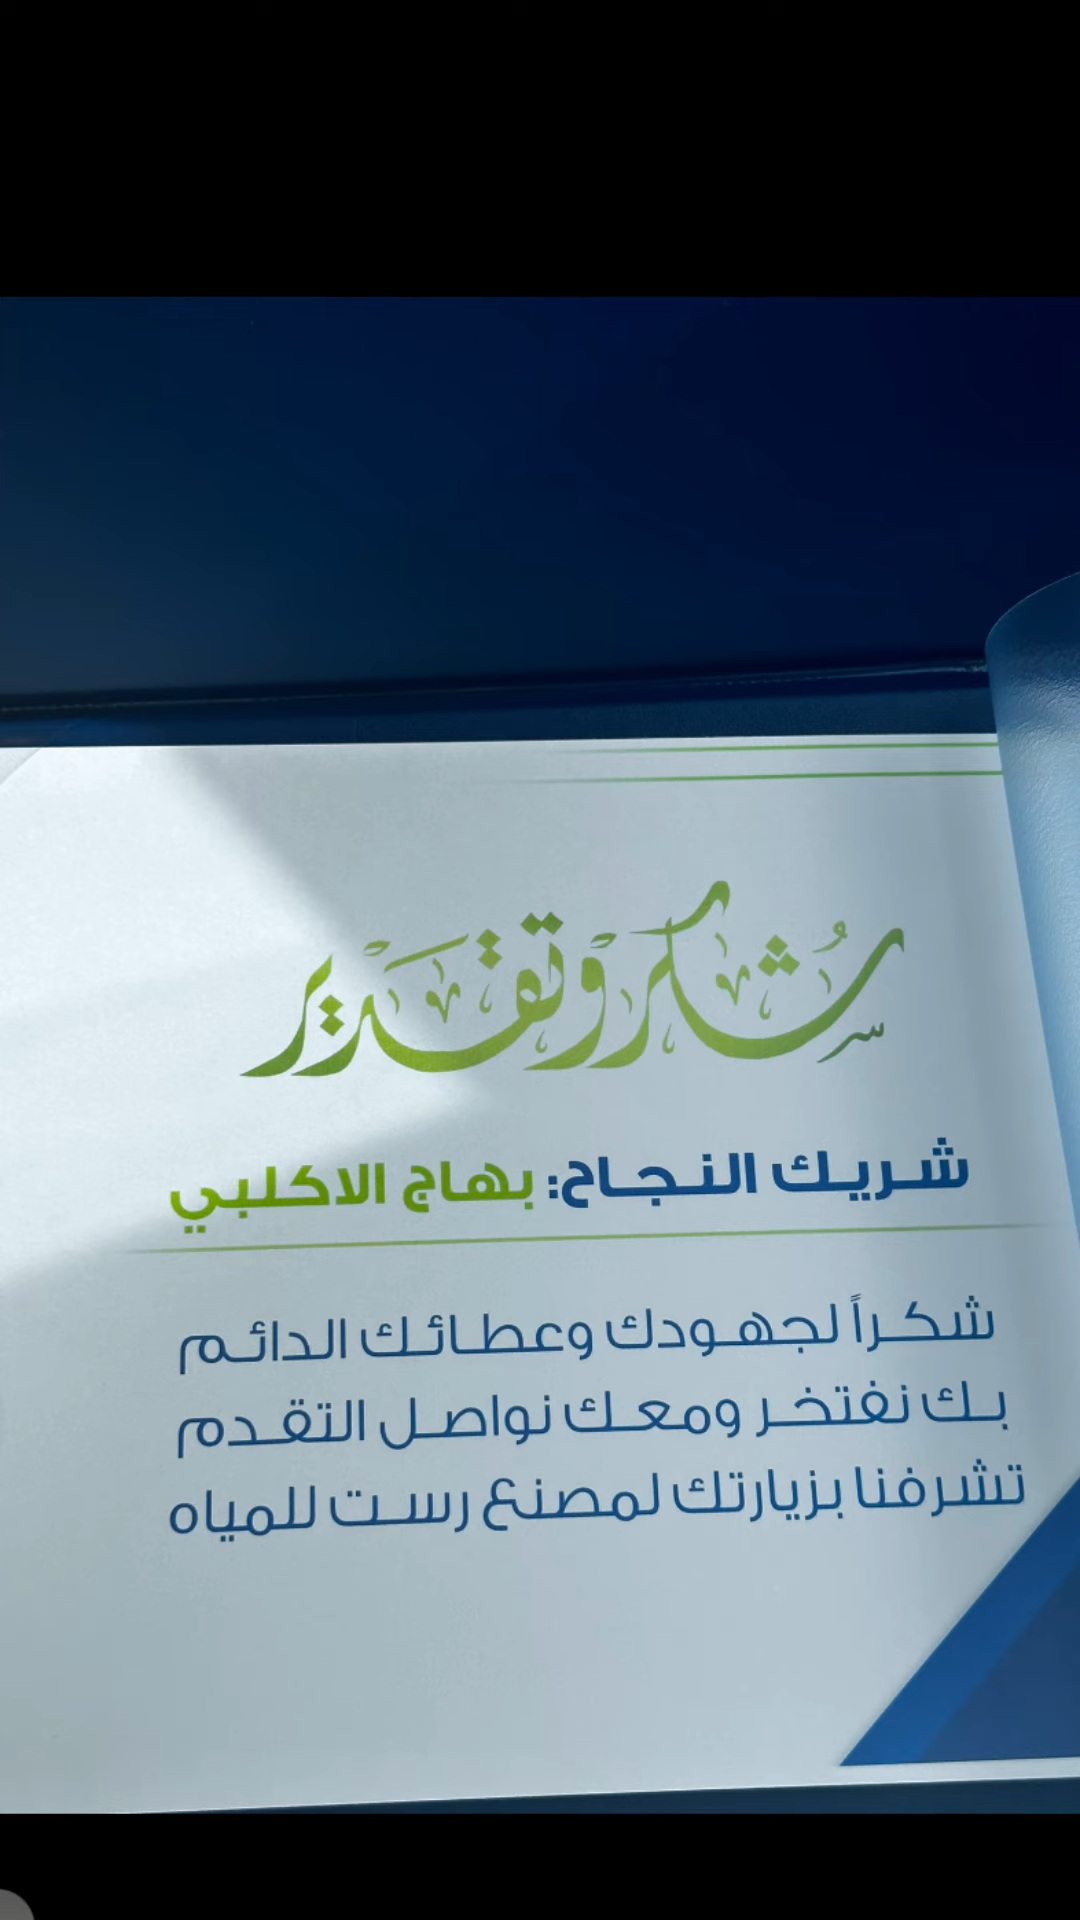 شكر وتقدير
شريك النجاح: بهاج الاكلبي
شكراً لجهودك وعطائك الدائم
بك نفتخر ومعك نواصل التقدم
تشرفنا بزيارتك لمصنع رست للمياه